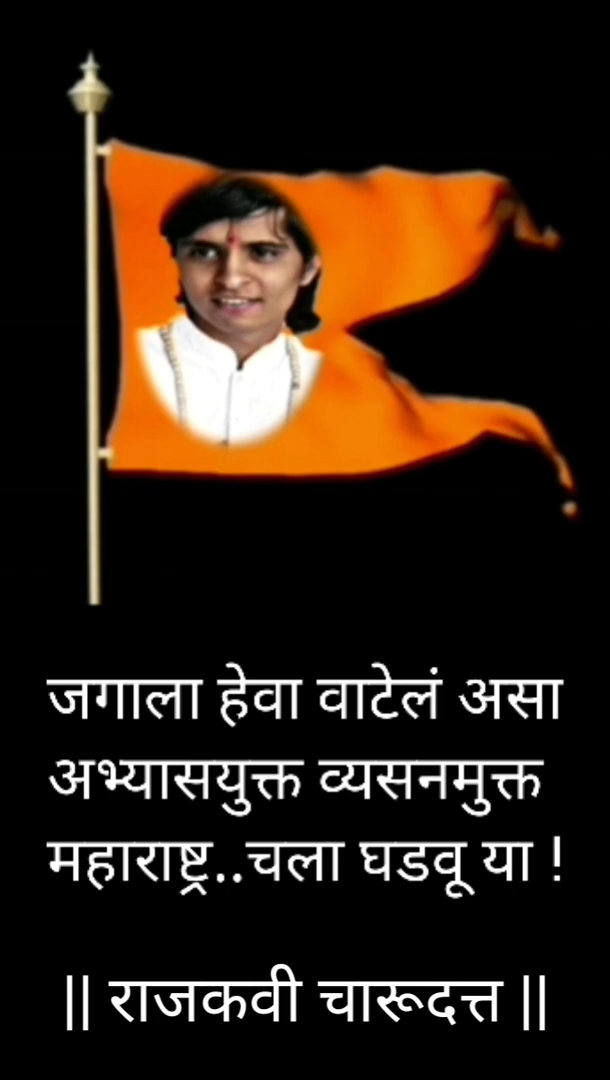 जगाला हेवा वाटेलं असा
अभ्यासयुक्त व्यसनमुक्त
महाराष्ट्र..चला घडवू या !
|| राजकवी चारूदत्त ||